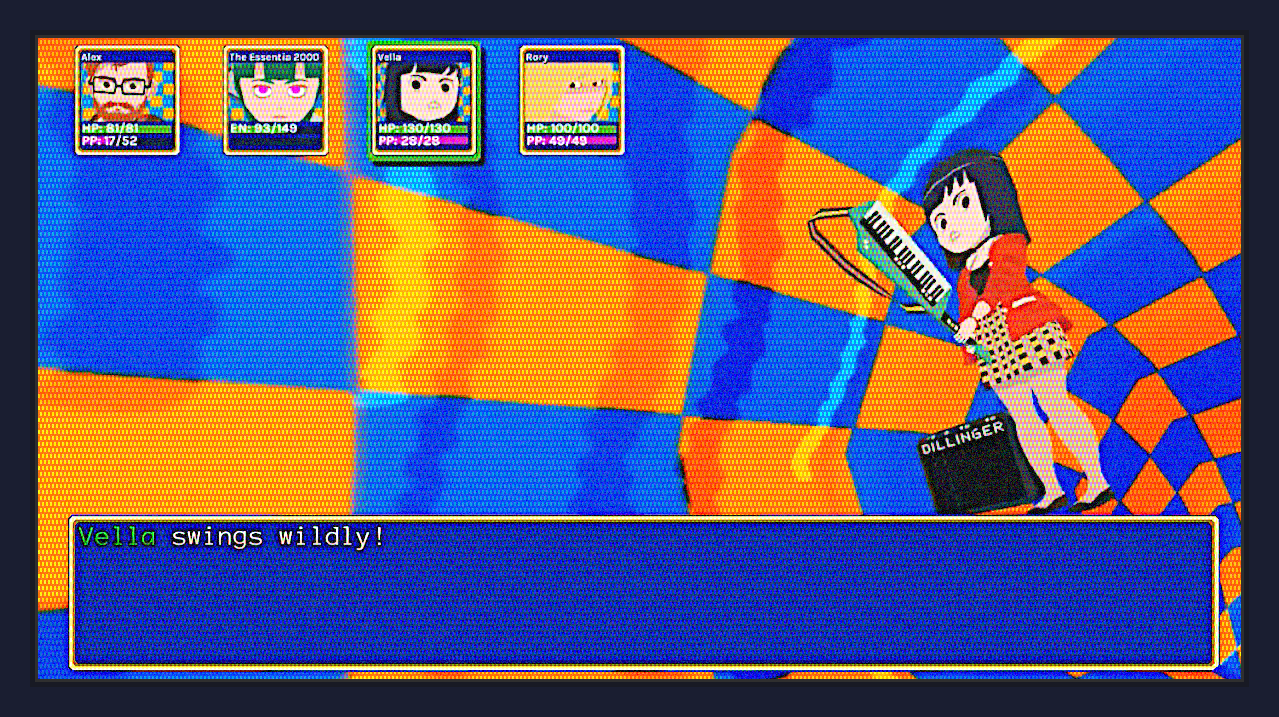 Alex
HP: 81/81
PP: 17/52
The Essentia 2000
EN: 93/149
Vella
HP: 130/130
PP: 28/28
Rory
HP: 100/100
PP: 49/49
DILLINGER
Vella swings wildly!